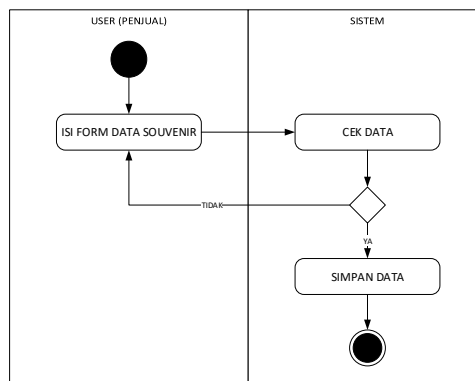 USER (PENJUAL)
SISTEM
ISI FORM DATA SOUVENIR
CEK DATA
TIDAK
YA
SIMPAN DATA